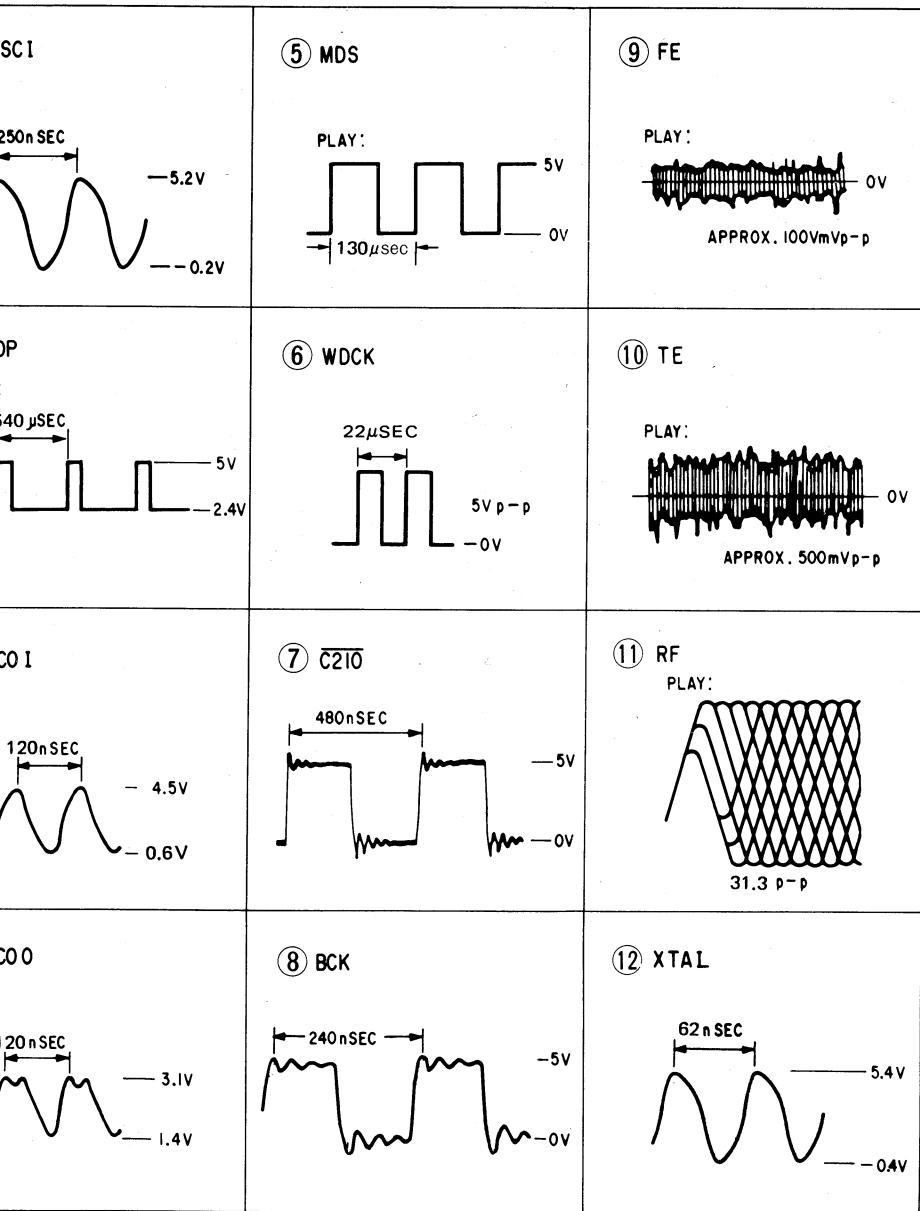 SCI
250nSEC
5.2V
-0.2V
⑤ MDS
PLAY:
5V
0V
130μsec
⑨ FE
PLAY:
0V
APPROX. 100VmVp-p
OP
540 μSEC
5V
2.4V
⑥ WDCK
22μSEC
5V p-p
0V
⑩ TE
PLAY:
0V
APPROX. 500mVp-p
CO I
120nSEC
4.5V
0.6V
⑦ C210
480nSEC
5V
0V
⑪ RF
PLAY:
31.3 p-p
CO O
120nSEC
3.1V
1.4V
⑧ BCK
240nSEC
5V
0V
⑫ XTAL
62nSEC
5.4V
-0.4V